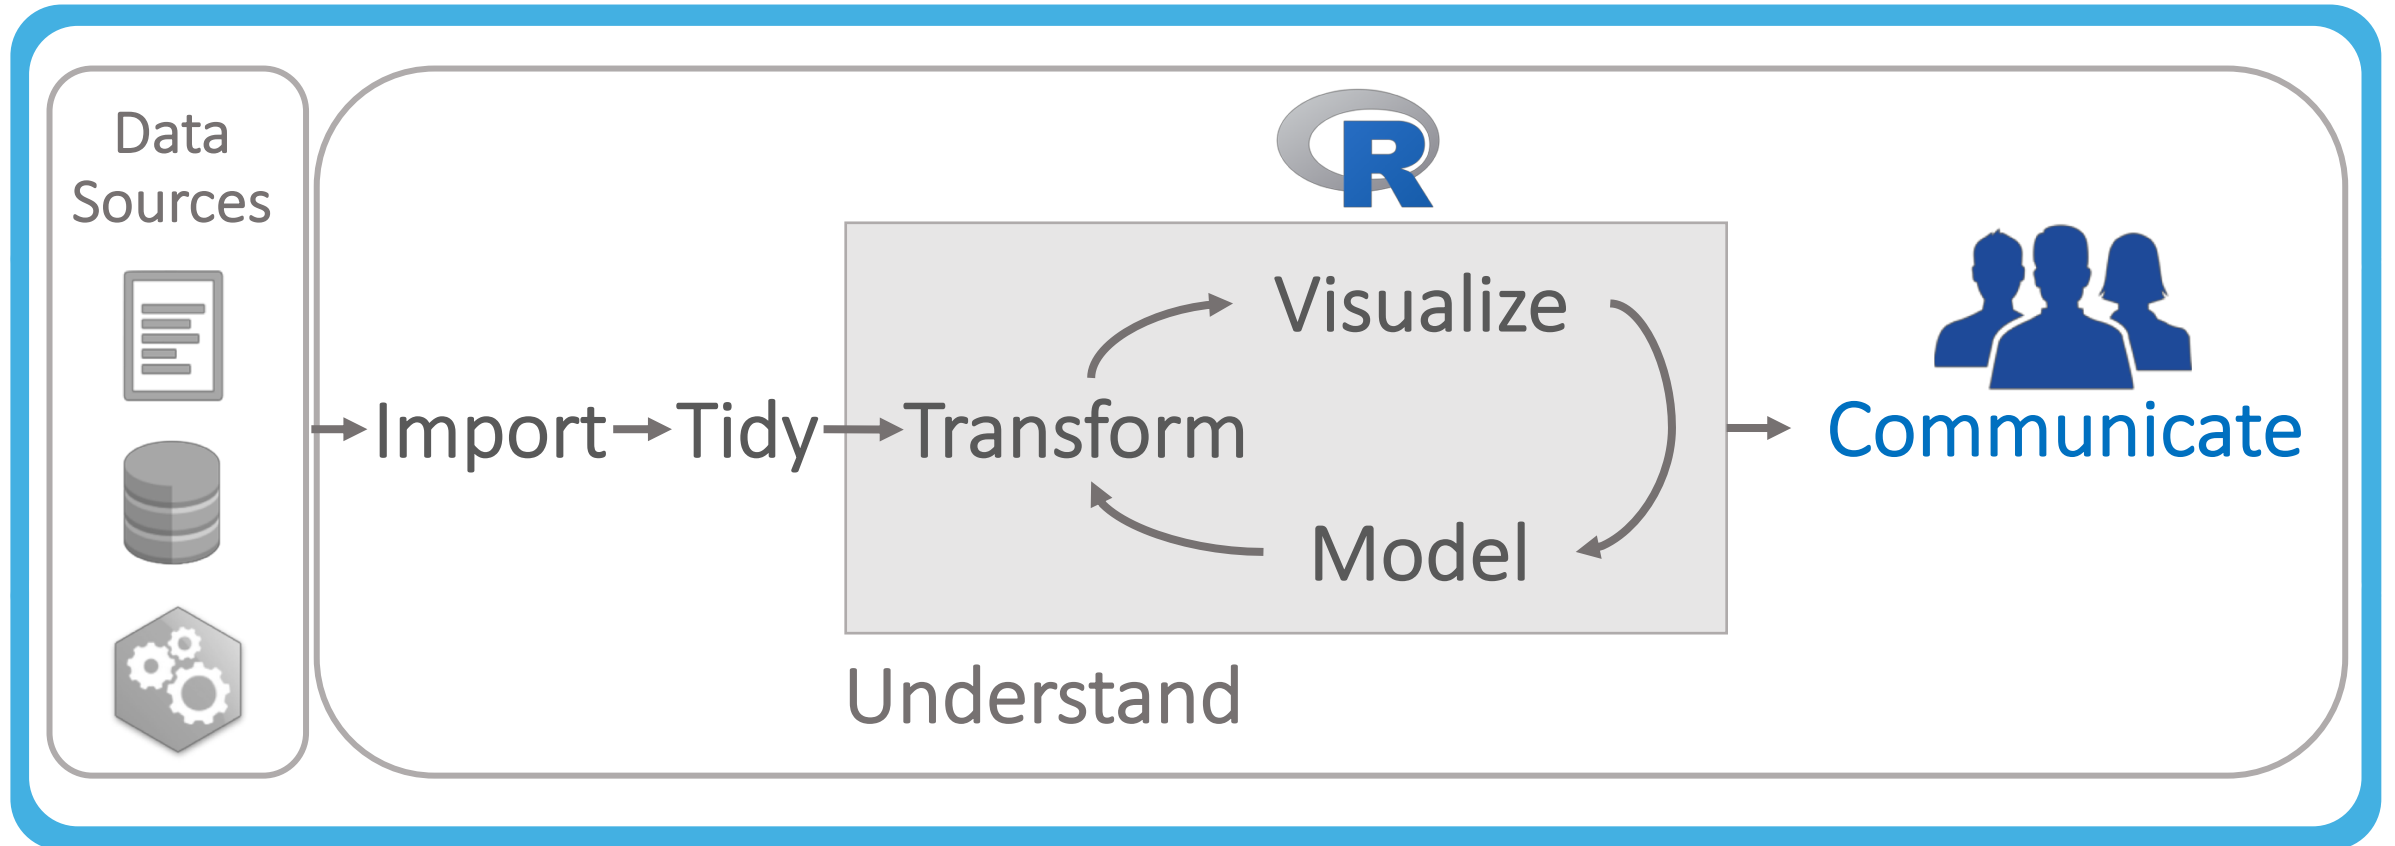 Data
Sources
R
Visualize
Import
Tidy
Transform
Communicate
Model
Understand